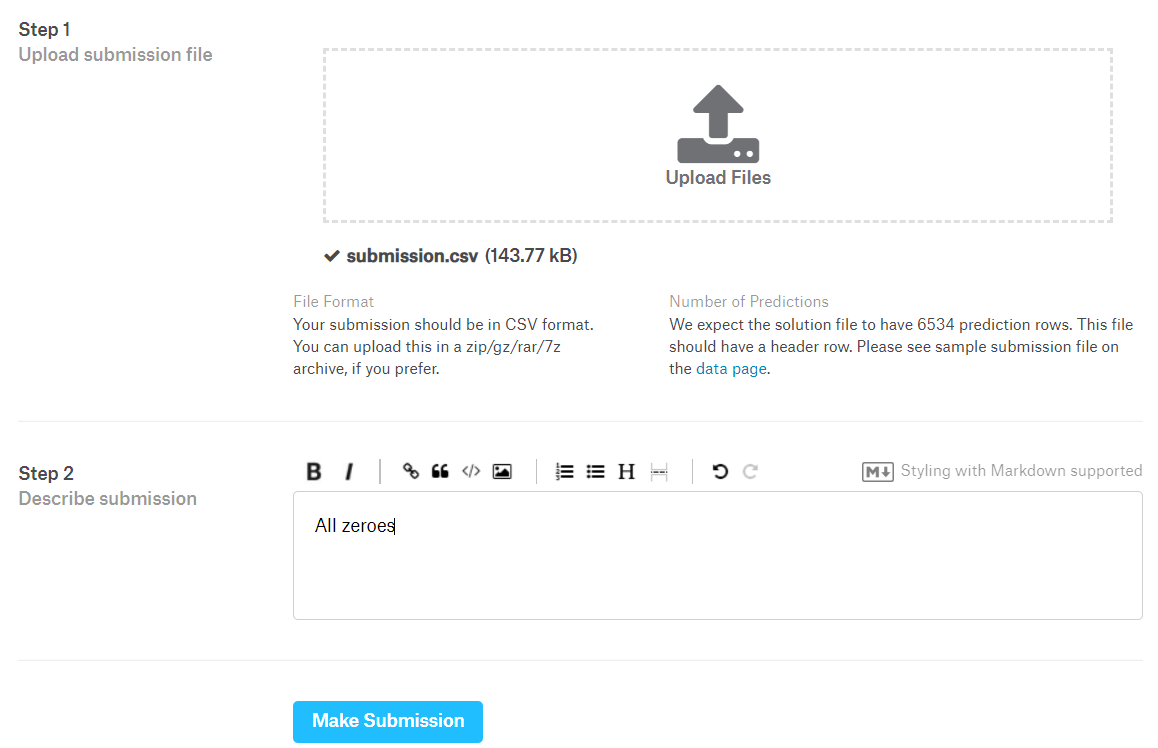 Step 1
Upload submission file
Upload Files
submission.csv (143.77 kB)
File Format
Your submission should be in CSV format.
You can upload this in a zip/gz/rar/7z
archive, if you prefer.
Number of Predictions
We expect the solution file to have 6534 prediction rows. This file
should have a header row. Please see sample submission file on
the data page.
Step 2
Describe submission
B I H M Styling with Markdown supported
All zeroes
Make Submission